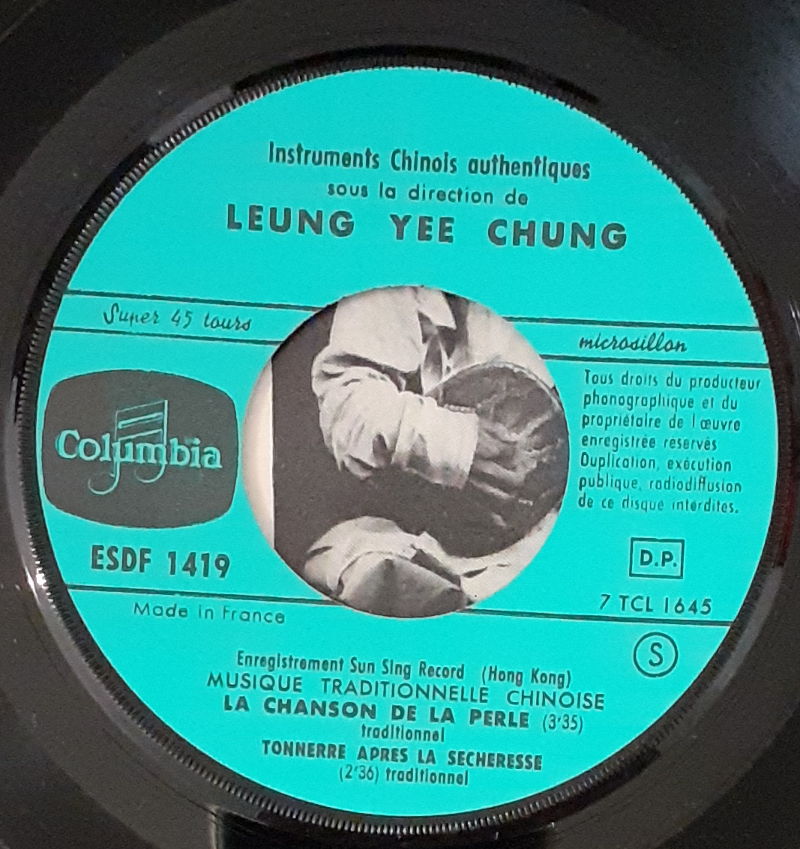 Instruments Chinois authentiques
sous la direction de
LEUNG YEE CHUNG
Super 45 tours
microsillon
Tous droits du producteur
phonographique et du
propriétaire de l'œuvre
enregistrée reservés
Duplication, exécution
publique, radiodiffusion
de ce disque interdites.
Columbia
ESDF 1419
D.P.
7 TCL 1645
Made in France
S
Enregistrement Sun Sing Record (Hong Kong)
MUSIQUE TRADITIONNELLE CHINOISE
LA CHANSON DE LA PERLE (3'35)
traditionnel
TONNERRE APRES LA SECHERESSE
(2'36) traditionnel